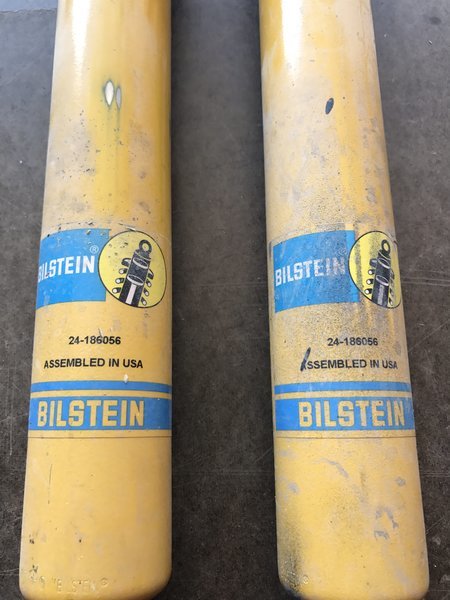 BILSTEIN®
24-186056
ASSEMBLED IN USA
BILSTEIN
BILSTEIN
24-186056
ASSEMBLED IN USA
BILSTEIN